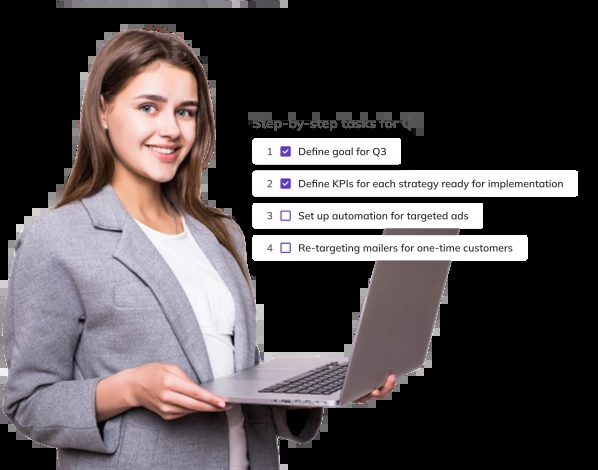 Step-by-step tasks for
1 Define goal for Q3
2 Define KPIs for each strategy ready for implementation
3 Set up automation for targeted ads
4 Re-targeting mailers for one-time customers